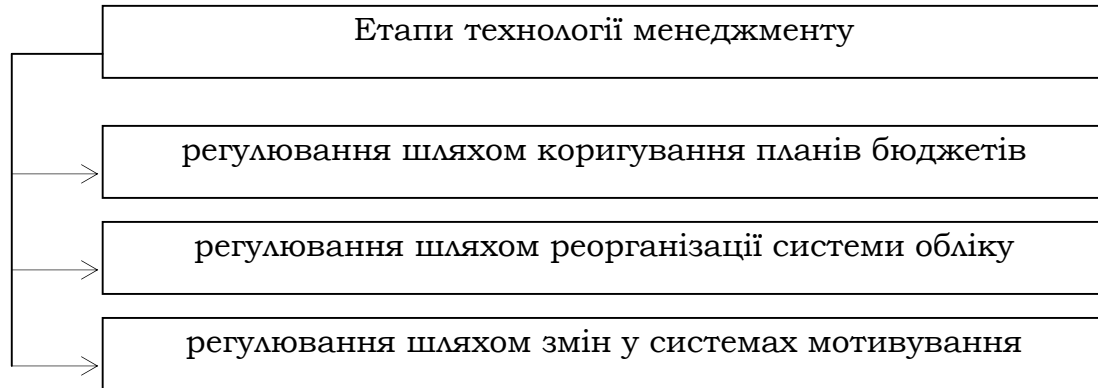 Етапи технології менеджменту
регулювання шляхом коригування планів бюджетів
регулювання шляхом реорганізації системи обліку
регулювання шляхом змін у системах мотивування